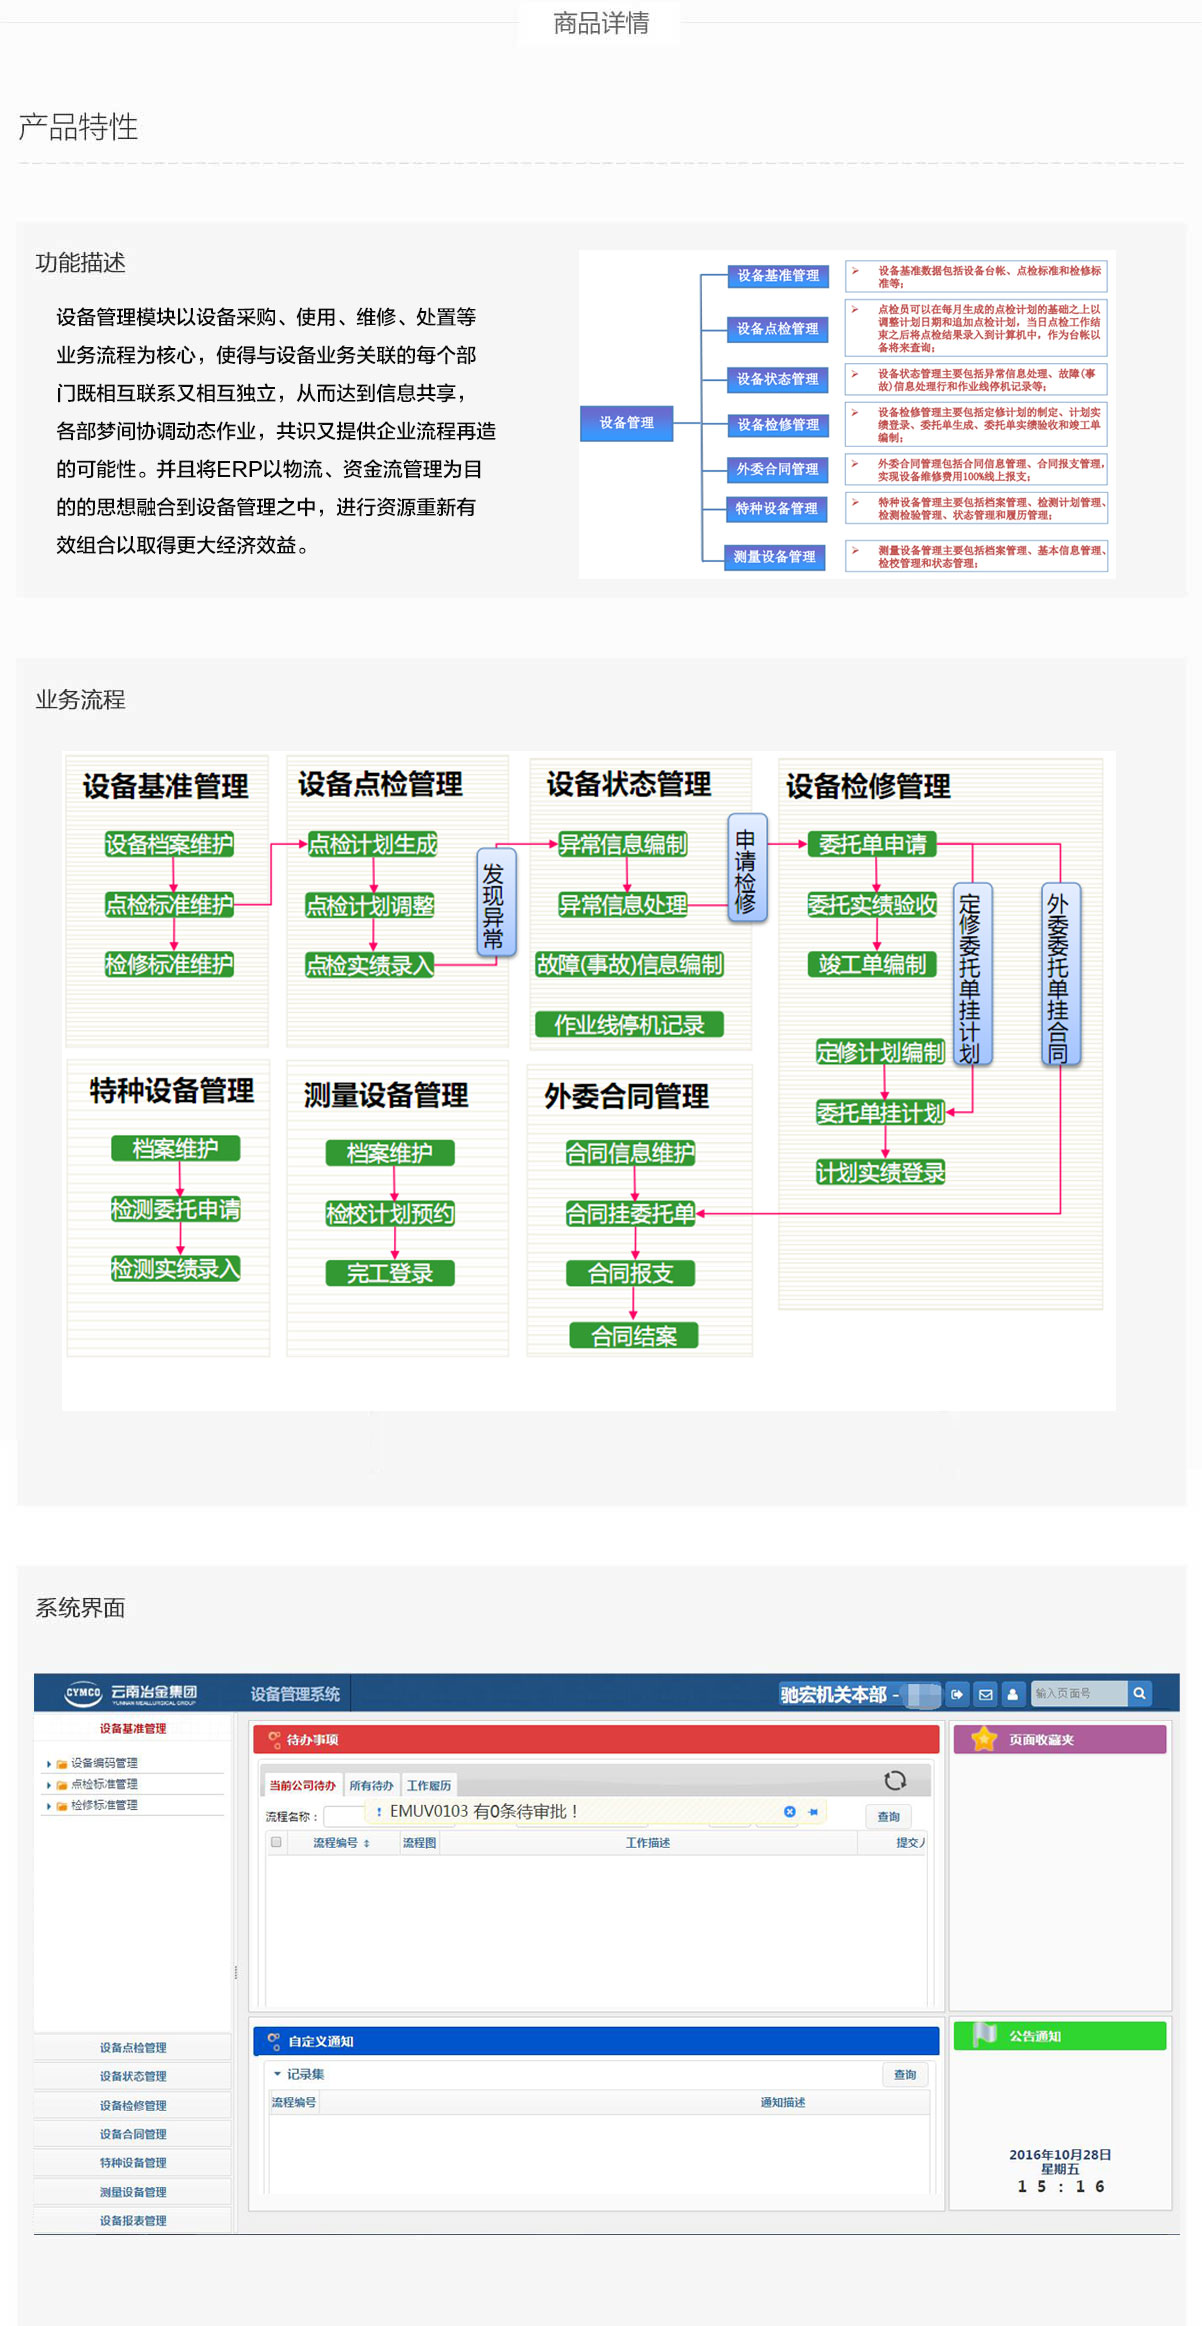 商品详情
产品特性
功能描述
设备管理模块以设备采购、使用、维修、处置等
业务流程为核心，使得与设备业务关联的每个部
门既相互联系又相互独立，从而达到信息共享，
各部梦间协调动态作业，共识又提供企业流程再造
的可能性。并且将ERP以物流、资金流管理为目
的的思想融合到设备管理之中，进行资源重新有
效组合以取得更大经济效益。
设备管理
设备基准管理
设备基准数据包括设备台帐、点检标准和检修标
准等；
设备点检管理
点检员可以在每月生成的点检计划的基础之上以
调整计划日期和追加点检计划，当日点检工作结
束之后将点检结果录入到计算机中，作为台帐以
备将来查询；
设备状态管理
设备状态管理主要包括异常信息处理、故障(事
故)信息处理行和作业线停机记录等；
设备检修管理
设备检修管理主要包括定修计划的制定、计划实
绩登录、委托单生成、委托单实绩验收和竣工单
编制；
外委合同管理
外委合同管理包括合同信息管理、合同报支管理，
实现设备维修费用100%线上报支；
特种设备管理
特种设备管理主要包括档案管理、检测计划管理、
检测检验管理、状态管理和履历管理；
测量设备管理
测量设备管理主要包括档案管理、基本信息管理、
检校管理和状态管理；
业务流程
设备基准管理
设备档案维护
点检标准维护
检修标准维护
设备点检管理
点检计划生成
点检计划调整
点检实绩录入
发现异常
设备状态管理
异常信息编制
异常信息处理
故障(事故)信息编制
作业线停机记录
申请检修
设备检修管理
委托单申请
委托实绩验收
竣工单编制
定修计划编制
委托单挂计划
计划实绩登录
定修委托单挂计划
外委委托单挂合同
特种设备管理
档案维护
检测委托申请
检测实绩录入
测量设备管理
档案维护
检校计划预约
完工登录
外委合同管理
合同信息维护
合同挂委托单
合同报支
合同结案
系统界面
CYMCO 云南冶金集团
YUNNAN METALLURGICAL GROUP
设备管理系统
驰宏机关本部 -
输入页面号
设备基准管理
设备编码管理
点检标准管理
检修标准管理
设备点检管理
设备状态管理
设备检修管理
设备合同管理
特种设备管理
测量设备管理
设备报表管理
待办事项
当前公司待办 所有待办 工作履历
流程名称：
! EMUV0103 有0条待审批！
查询
流程编号 流程图 工作描述 提交人
自定义通知
记录集
查询
流程编号 通知描述
页面收藏夹
公告通知
2016年10月28日
星期五
15:16